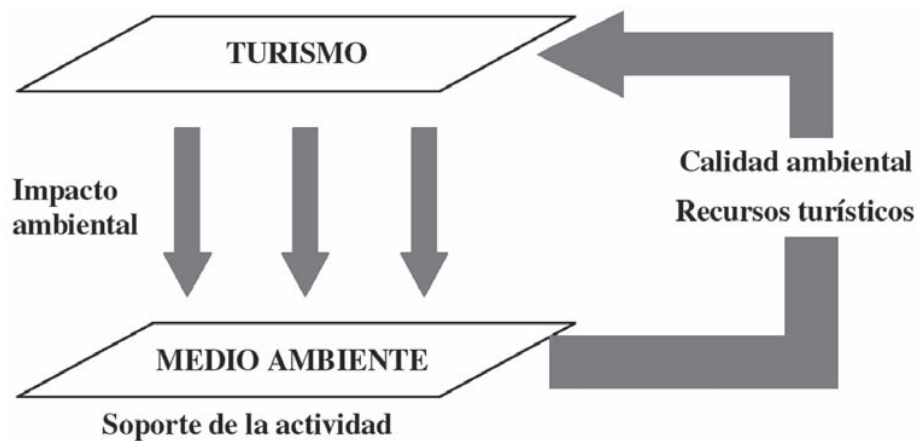 TURISMO
Impacto
ambiental
Calidad ambiental
Recursos turísticos
MEDIO AMBIENTE
Soporte de la actividad